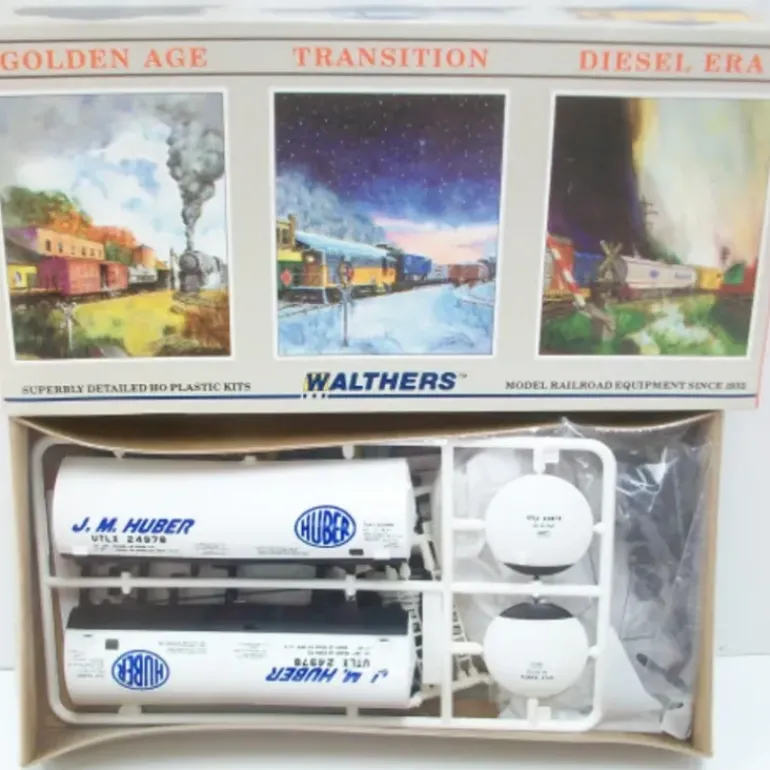 GOLDEN AGE
TRANSITION
DIESEL ERA
SUPERBLY DETAILED HO PLASTIC KITS
WALTHERS™
MODEL RAILROAD EQUIPMENT SINCE 1932
J. M. HUBER
HUBER
UTLX 24978
HUBER
J. M. HUBER
UTLX 24978